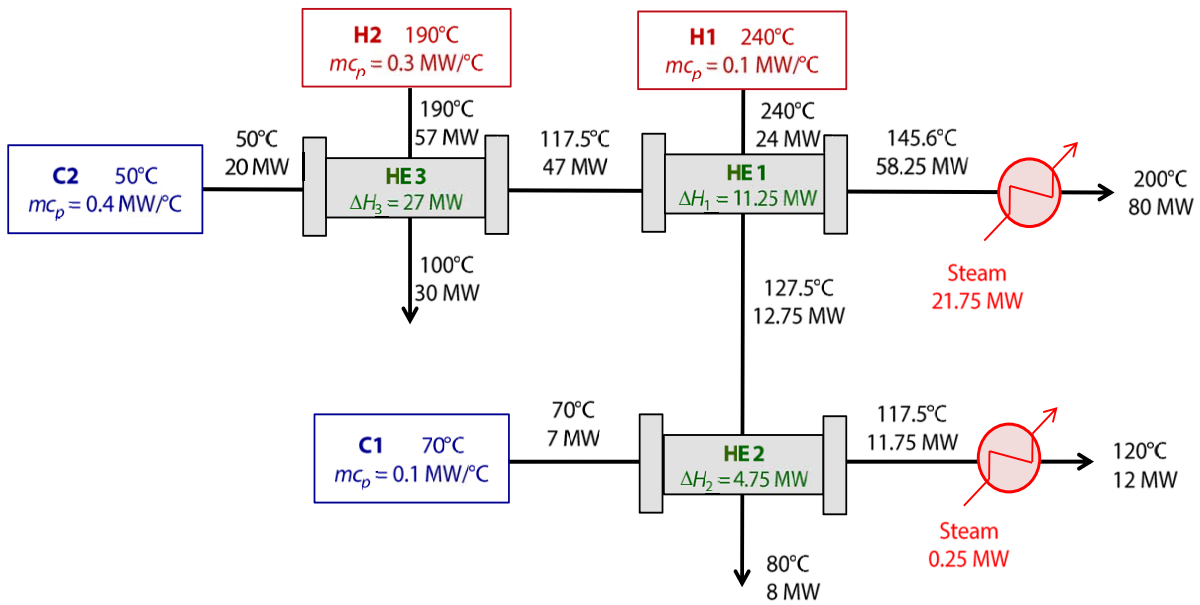 H2 190°C
mcₚ = 0.3 MW/°C
H1 240°C
mcₚ = 0.1 MW/°C
190°C
57 MW
240°C
24 MW
C2 50°C
mcₚ = 0.4 MW/°C
50°C
20 MW
HE 3
ΔH₃ = 27 MW
117.5°C
47 MW
HE 1
ΔH₁ = 11.25 MW
145.6°C
58.25 MW
200°C
80 MW
100°C
30 MW
Steam
21.75 MW
127.5°C
12.75 MW
C1 70°C
mcₚ = 0.1 MW/°C
70°C
7 MW
HE 2
ΔH₂ = 4.75 MW
117.5°C
11.75 MW
120°C
12 MW
Steam
0.25 MW
80°C
8 MW